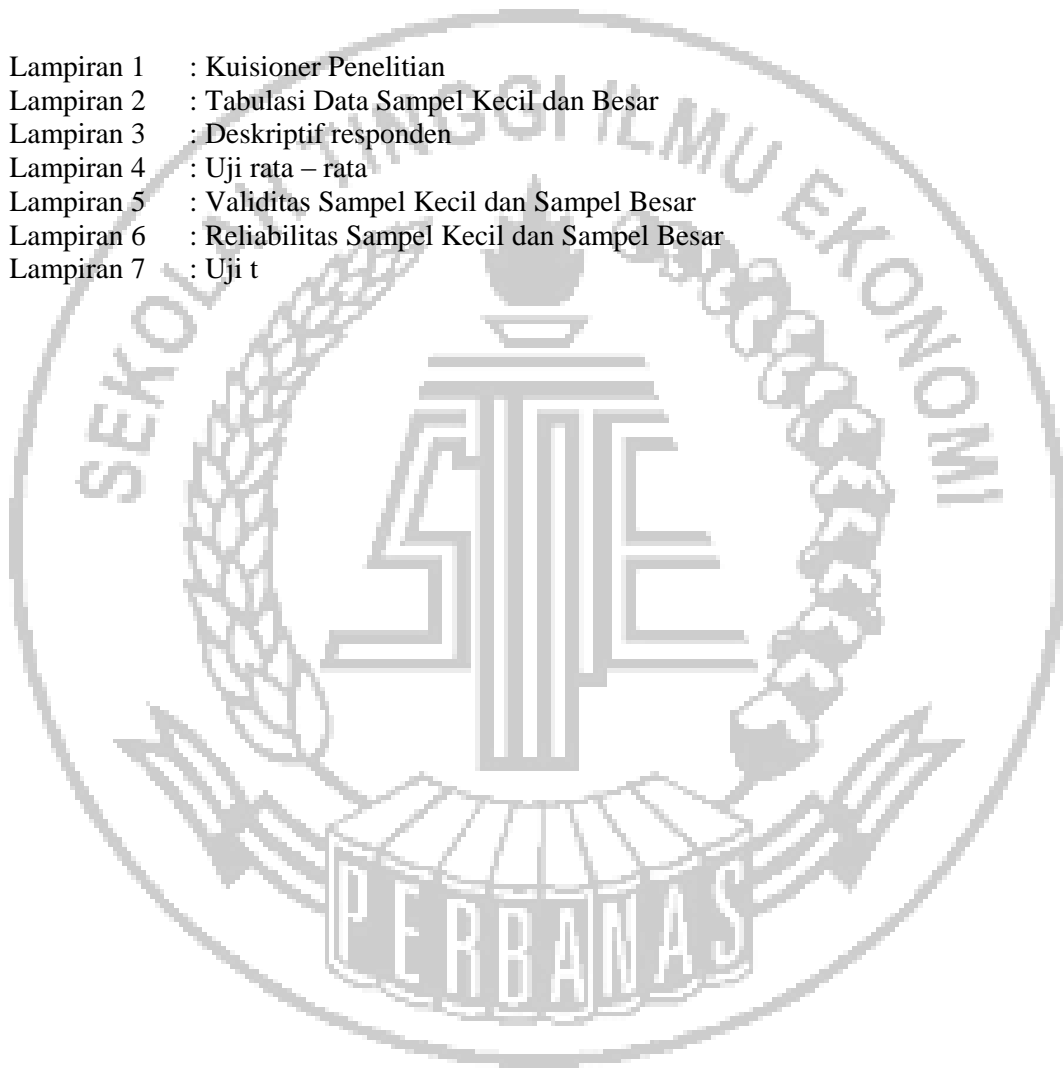 Lampiran 1 : Kuisioner Penelitian
Lampiran 2 : Tabulasi Data Sampel Kecil dan Besar
Lampiran 3 : Deskriptif responden
Lampiran 4 : Uji rata – rata
Lampiran 5 : Validitas Sampel Kecil dan Sampel Besar
Lampiran 6 : Reliabilitas Sampel Kecil dan Sampel Besar
Lampiran 7 : Uji t
SEKOLAH TINGGI ILMU EKONOMI
STIE
PERBANAS